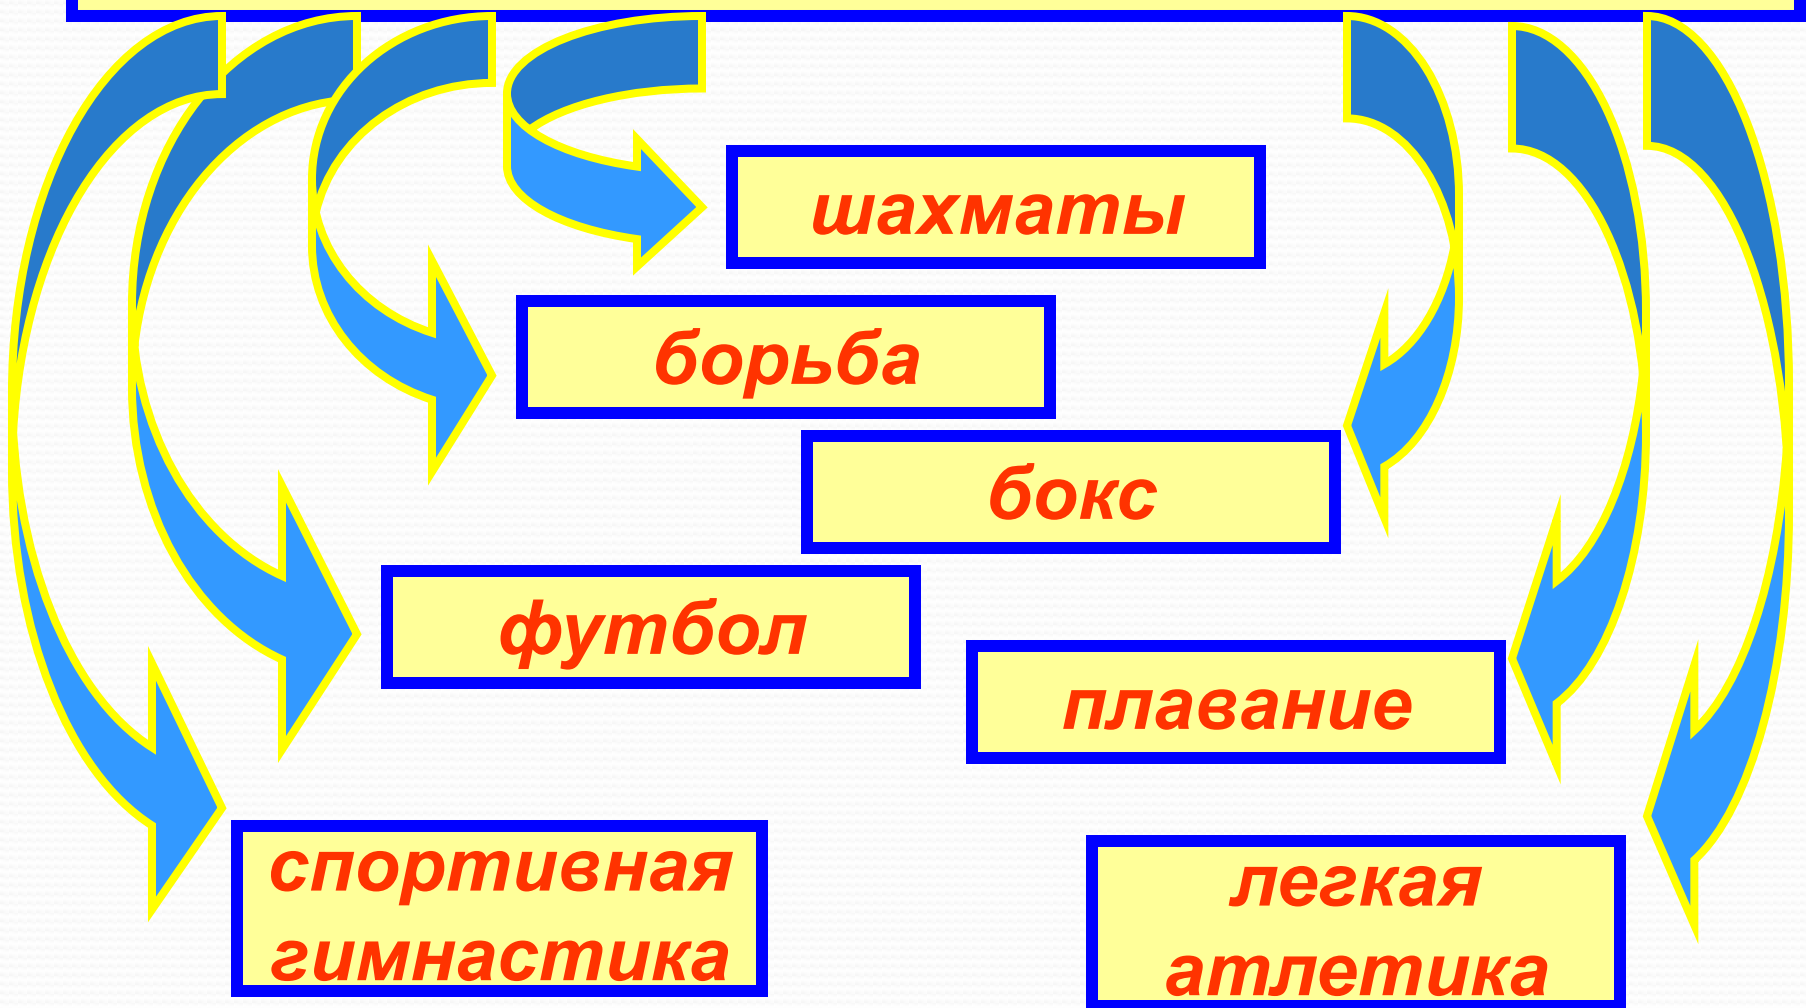 шахматы
борьба
бокс
футбол
плавание
спортивная
гимнастика
легкая
атлетика